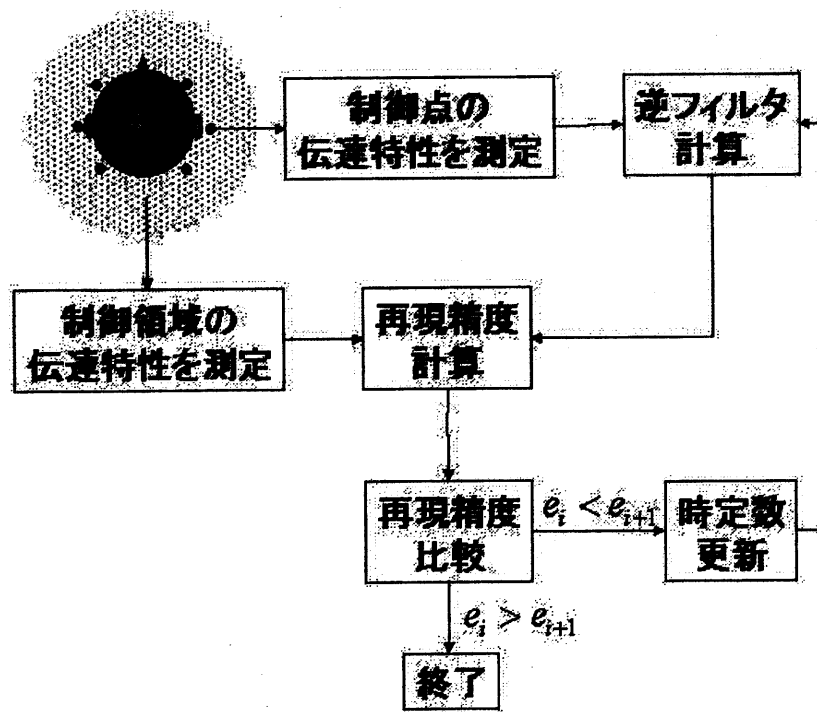 制御点の
伝達特性を測定
逆フィルタ
計算
制御領域の
伝達特性を測定
再現精度
計算
再現精度
比較
e_i < e_{i+1}
時定数
更新
e_i > e_{i+1}
終了